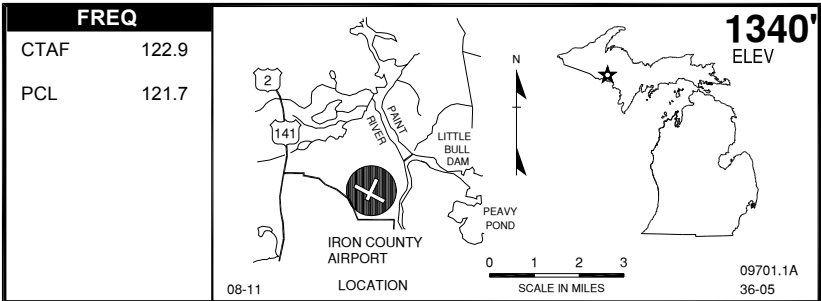 FREQ
CTAF 122.9
PCL 121.7
2
141
RIVER
PAINT
LITTLE
BULL
DAM
PEAVY
POND
IRON COUNTY
AIRPORT
08-11
LOCATION
N
0 1 2 3
SCALE IN MILES
1340'
ELEV
09701.1A
36-05